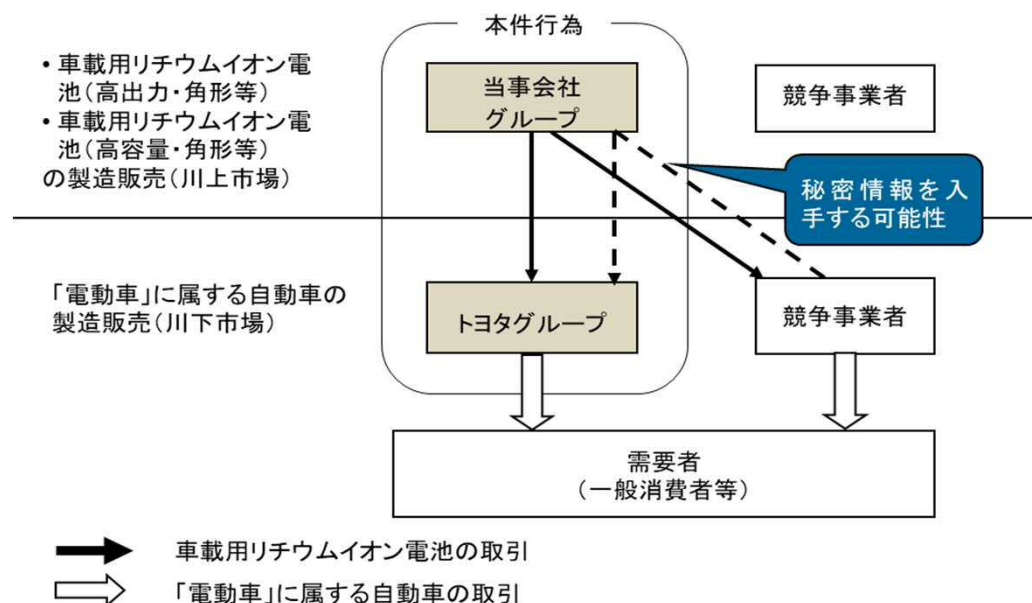 本件行為
・車載用リチウムイオン電
池(高出力・角形等)
・車載用リチウムイオン電
池(高容量・角形等)
の製造販売(川上市場)
当事会社
グループ
競争事業者
秘密情報を入
手する可能性
「電動車」に属する自動車の
製造販売(川下市場)
トヨタグループ
競争事業者
需要者
(一般消費者等)
車載用リチウムイオン電池の取引
「電動車」に属する自動車の取引